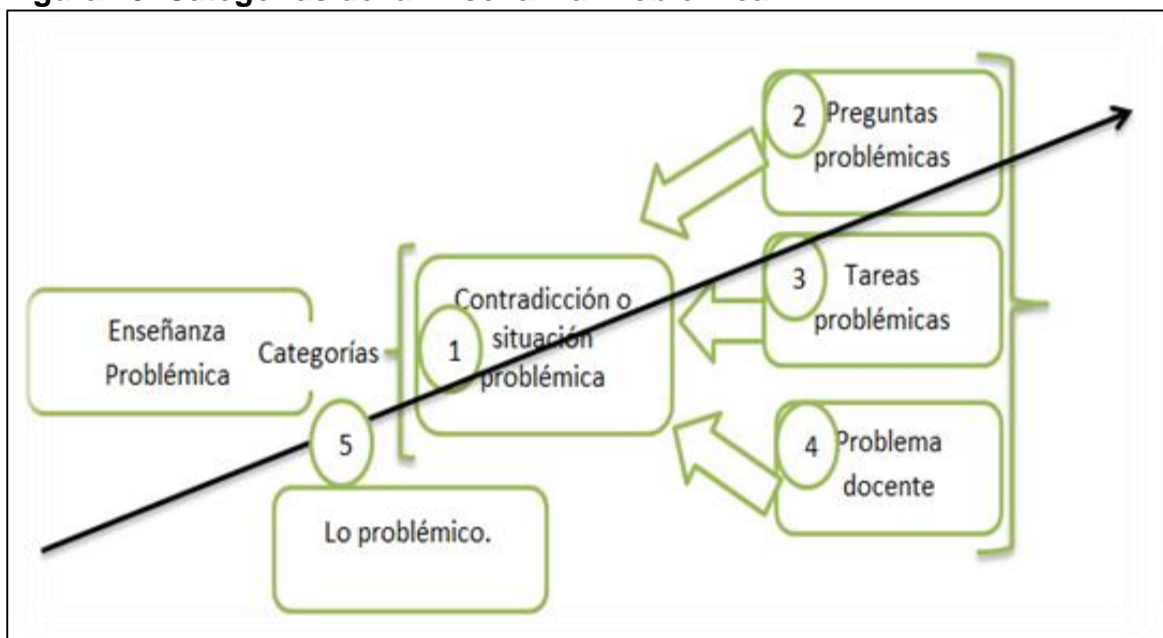 Enseñanza
Problémica
Categorías
1
Contradicción o
situación
problémica
2
Preguntas
problémicas
3
Tareas
problémicas
4
Problema
docente
5
Lo problémico.